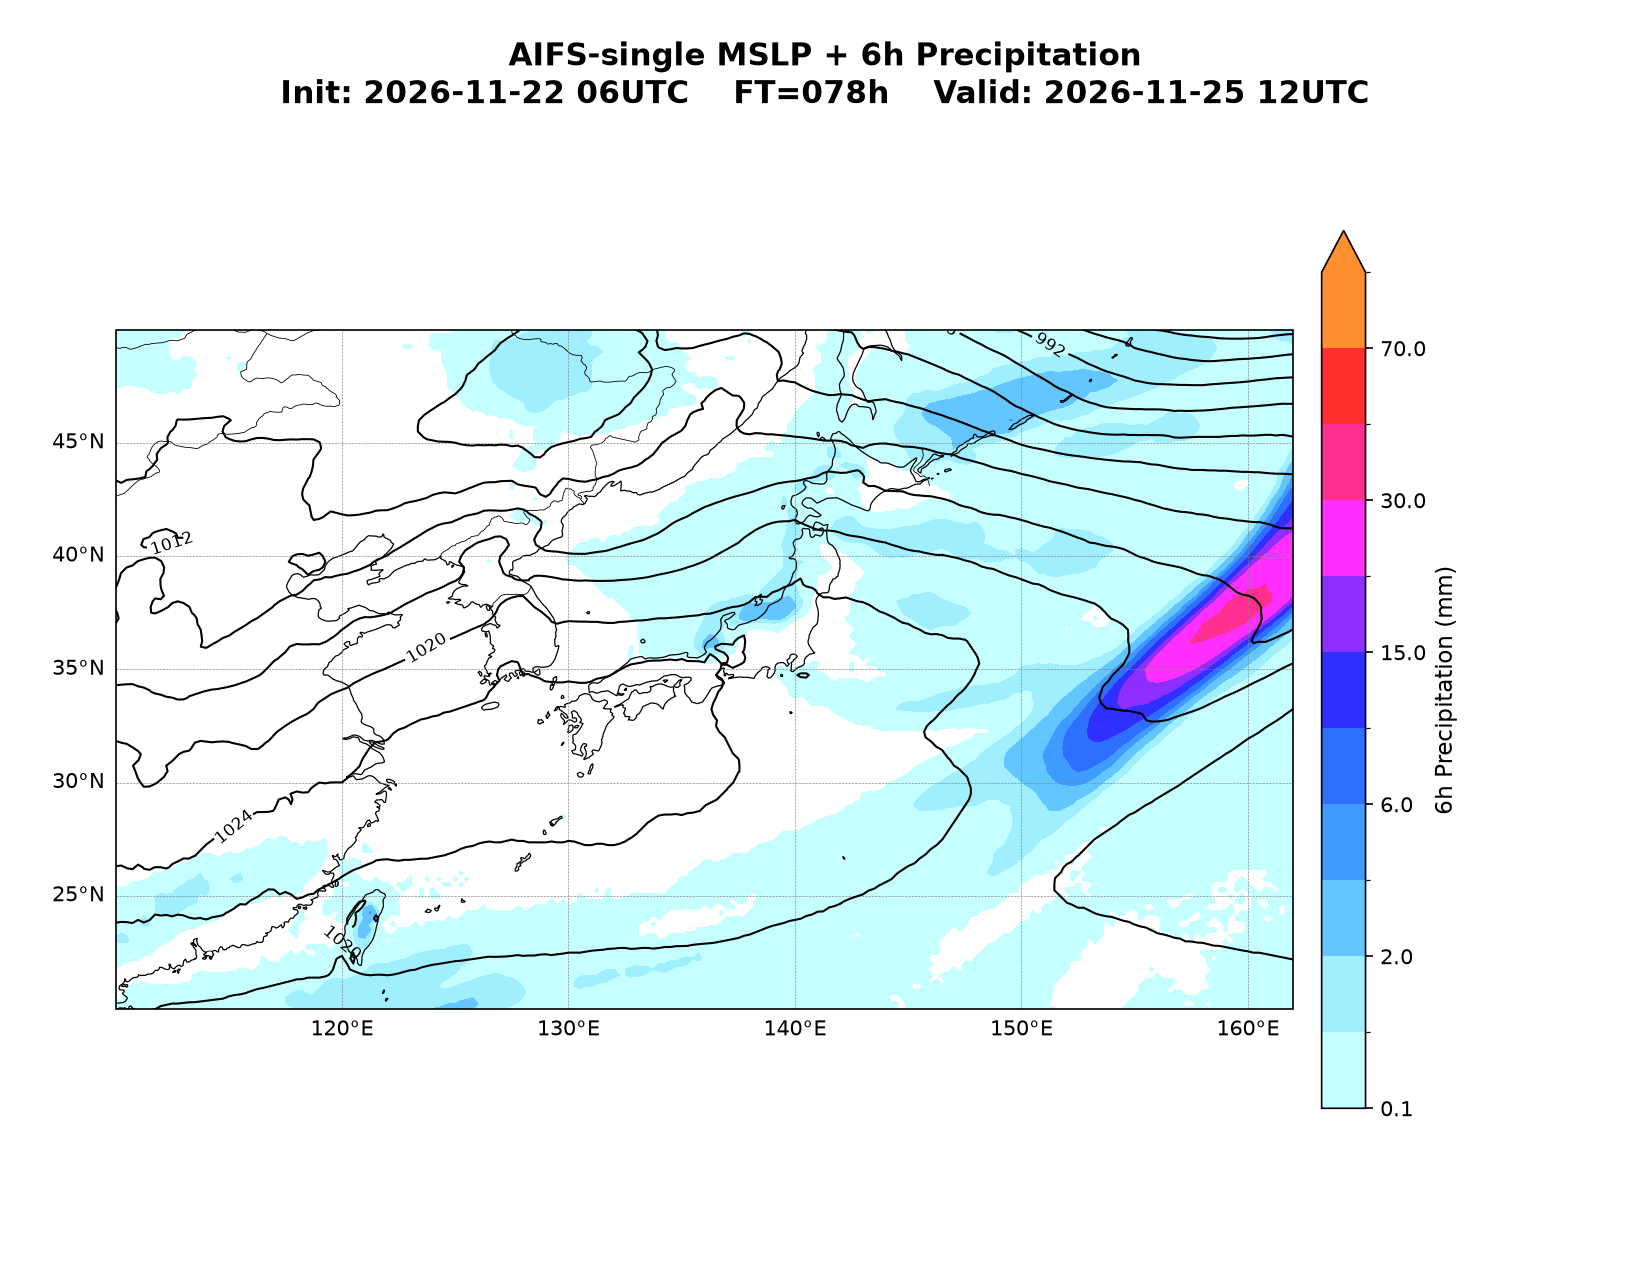 AIFS-single MSLP + 6h Precipitation
Init: 2026-11-22 06UTC    FT=078h    Valid: 2026-11-25 12UTC
992
1012
1020
1024
1020
45°N
40°N
35°N
30°N
25°N
120°E
130°E
140°E
150°E
160°E
70.0
30.0
15.0
6.0
2.0
0.1
6h Precipitation (mm)